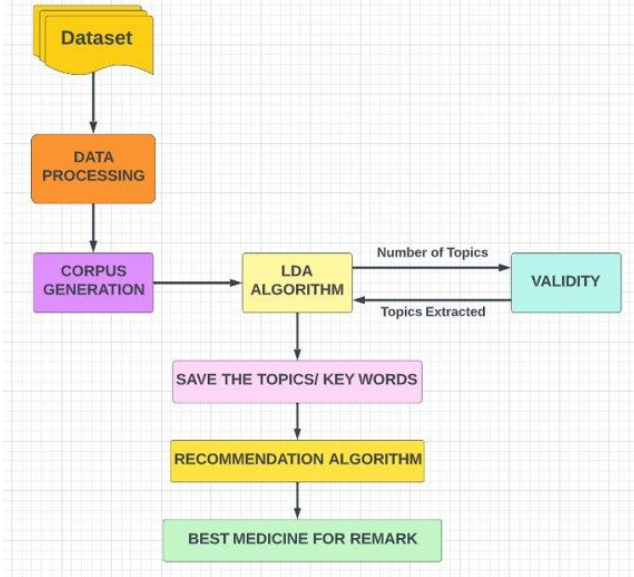 Dataset
DATA
PROCESSING
CORPUS
GENERATION
LDA
ALGORITHM
Number of Topics
Topics Extracted
VALIDITY
SAVE THE TOPICS/ KEY WORDS
RECOMMENDATION ALGORITHM
BEST MEDICINE FOR REMARK